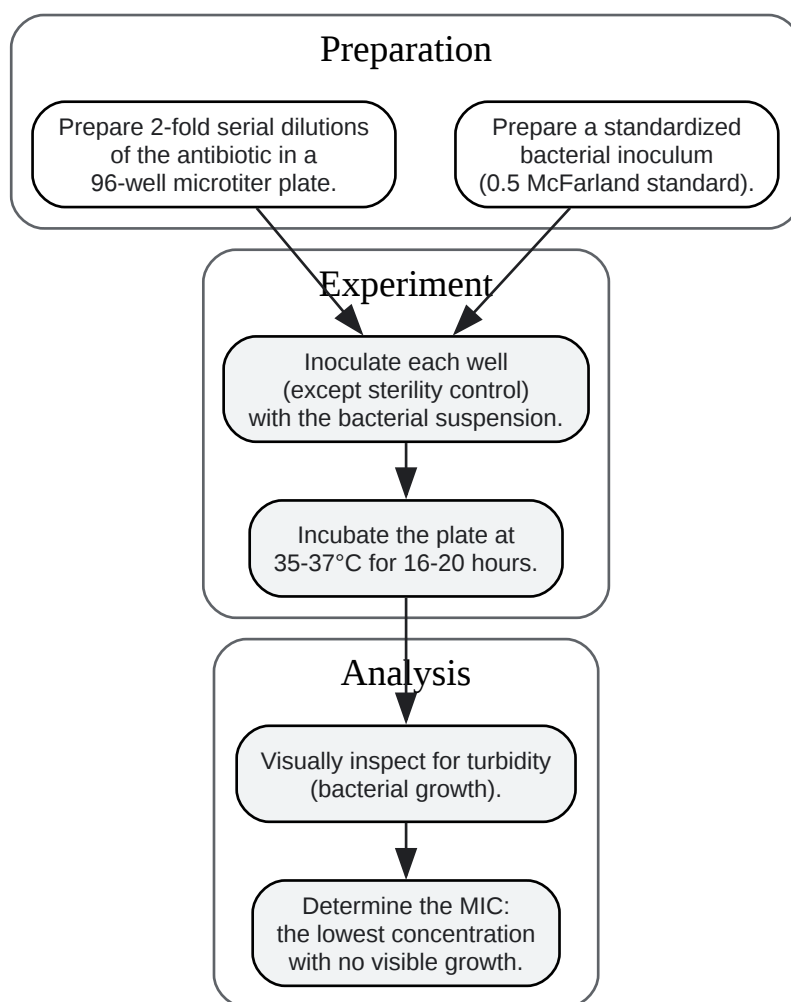 Preparation
Prepare 2-fold serial dilutions
of the antibiotic in a
96-well microtiter plate.
Prepare a standardized
bacterial inoculum
(0.5 McFarland standard).
Experiment
Inoculate each well
(except sterility control)
with the bacterial suspension.
Incubate the plate at
35-37°C for 16-20 hours.
Analysis
Visually inspect for turbidity
(bacterial growth).
Determine the MIC:
the lowest concentration
with no visible growth.